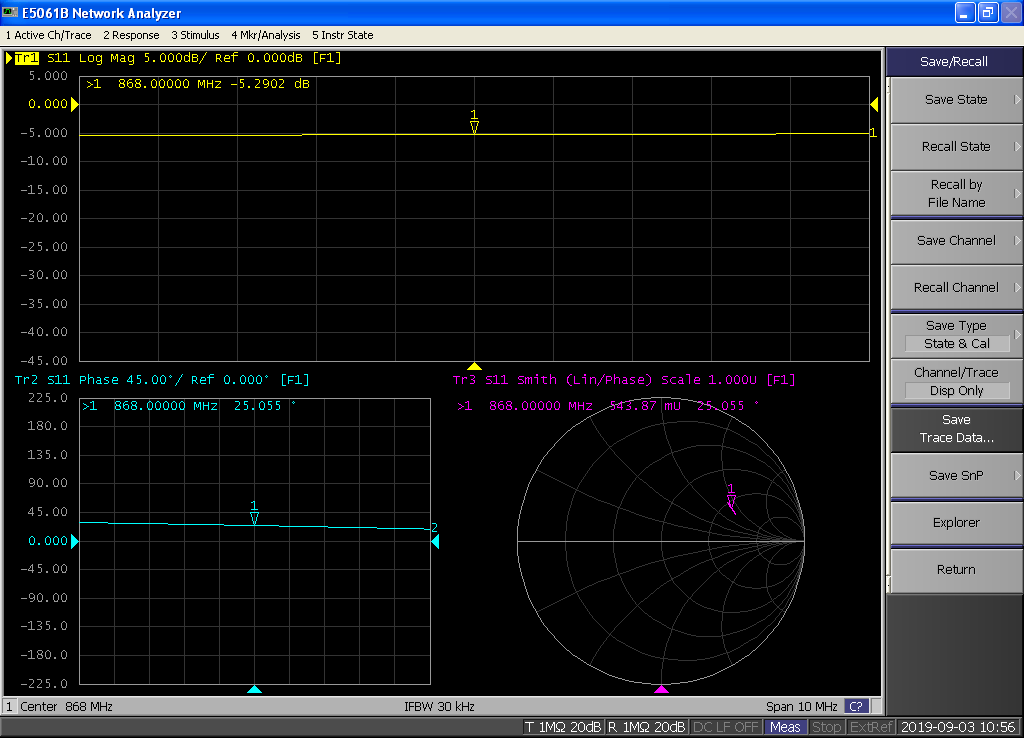 E5061B Network Analyzer
1 Active Ch/Trace 2 Response 3 Stimulus 4 Mkr/Analysis 5 Instr State
Tr1 S11 Log Mag 5.000dB/ Ref 0.000dB [F1]
>1 868.00000 MHz -5.2902 dB
5.000
0.000
-5.000
-10.00
-15.00
-20.00
-25.00
-30.00
-35.00
-40.00
-45.00
1
1
Tr2 S11 Phase 45.00°/ Ref 0.000° [F1]
>1 868.00000 MHz 25.055 °
225.0
180.0
135.0
90.00
45.00
0.000
-45.00
-90.00
-135.0
-180.0
-225.0
1
2
Tr3 S11 Smith (Lin/Phase) Scale 1.000U [F1]
>1 868.00000 MHz 543.87 mU 25.055 °
1
Save/Recall
Save State
Recall State
Recall by
File Name
Save Channel
Recall Channel
Save Type
State & Cal
Channel/Trace
Disp Only
Save
Trace Data...
Save SnP
Explorer
Return
1 Center 868 MHz IFBW 30 kHz Span 10 MHz C?
T 1MΩ 20dB R 1MΩ 20dB DC LF OFF Meas Stop ExtRef 2019-09-03 10:56